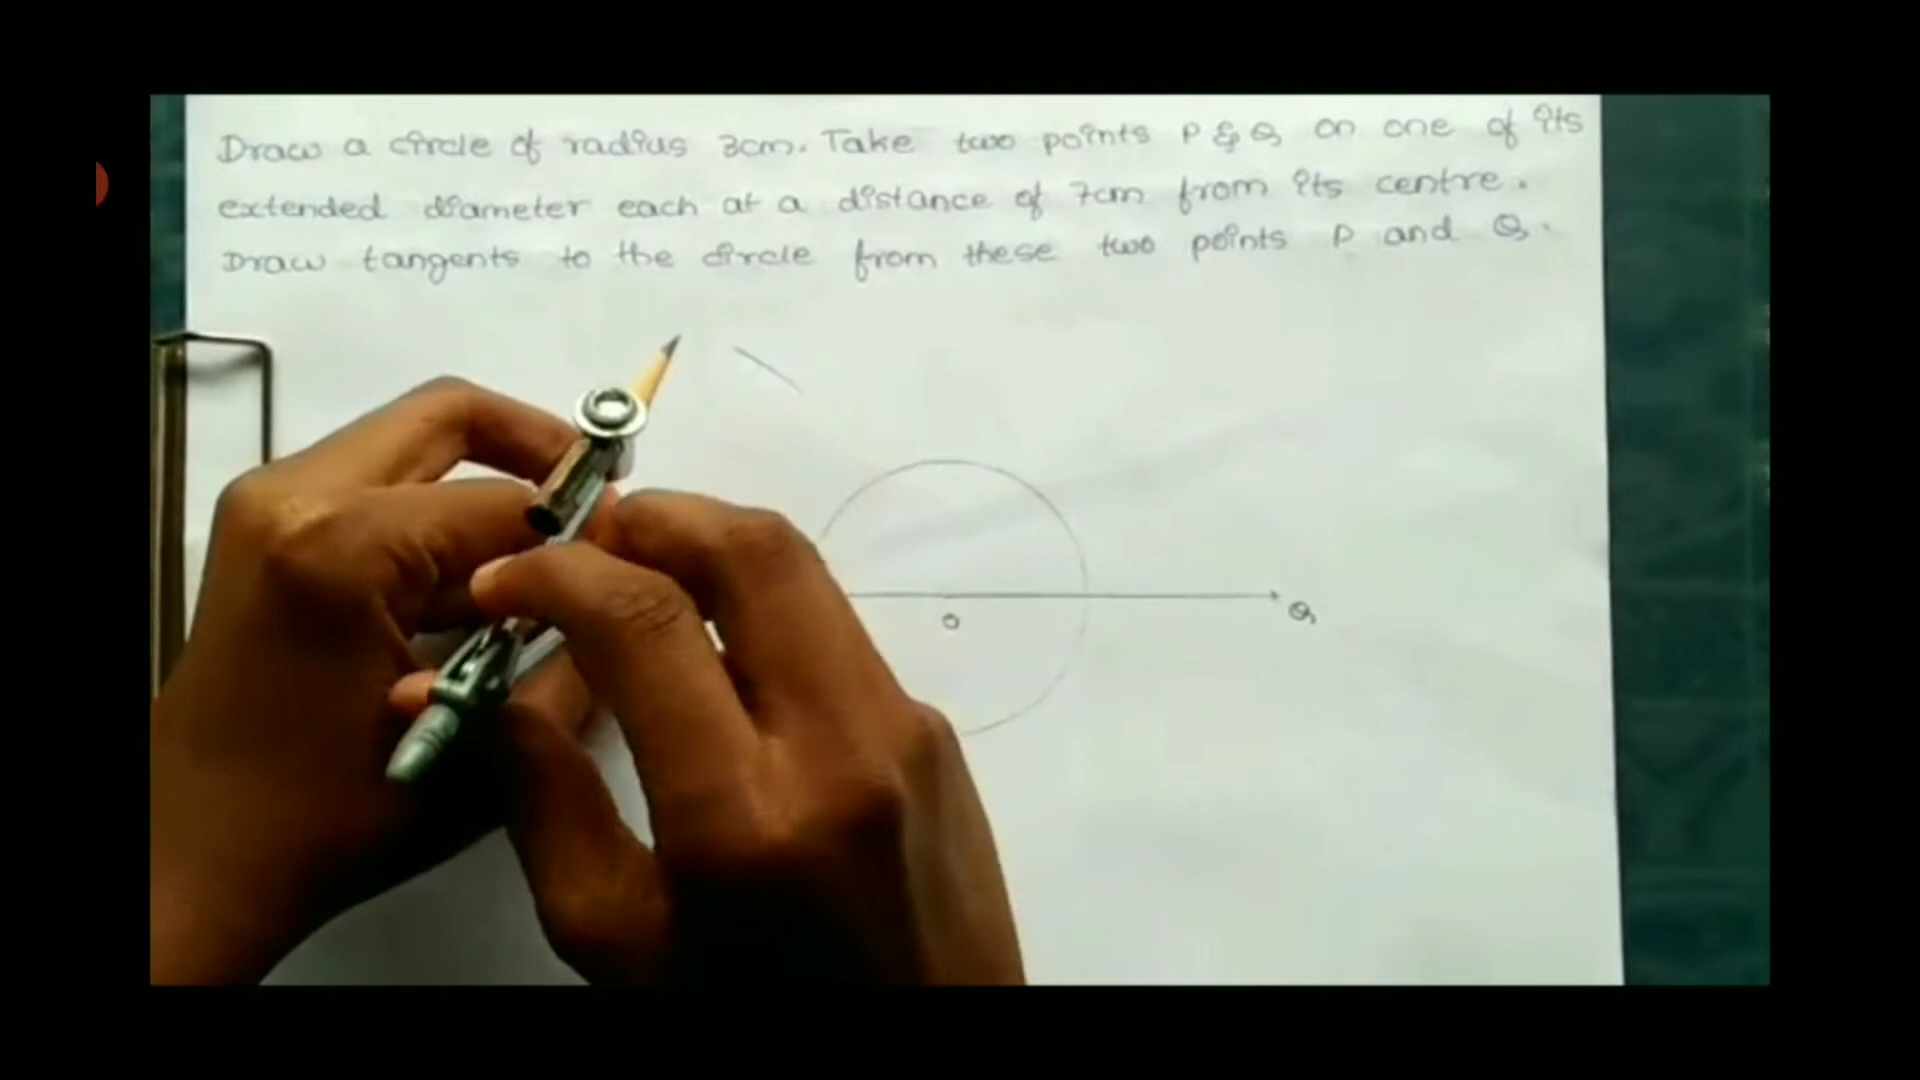 Draw a circle of radius 3cm. Take two points P & Q on one of its
extended diameter each at a distance of 7cm from its centre.
Draw tangents to the circle from these two points P and Q.
O
Q